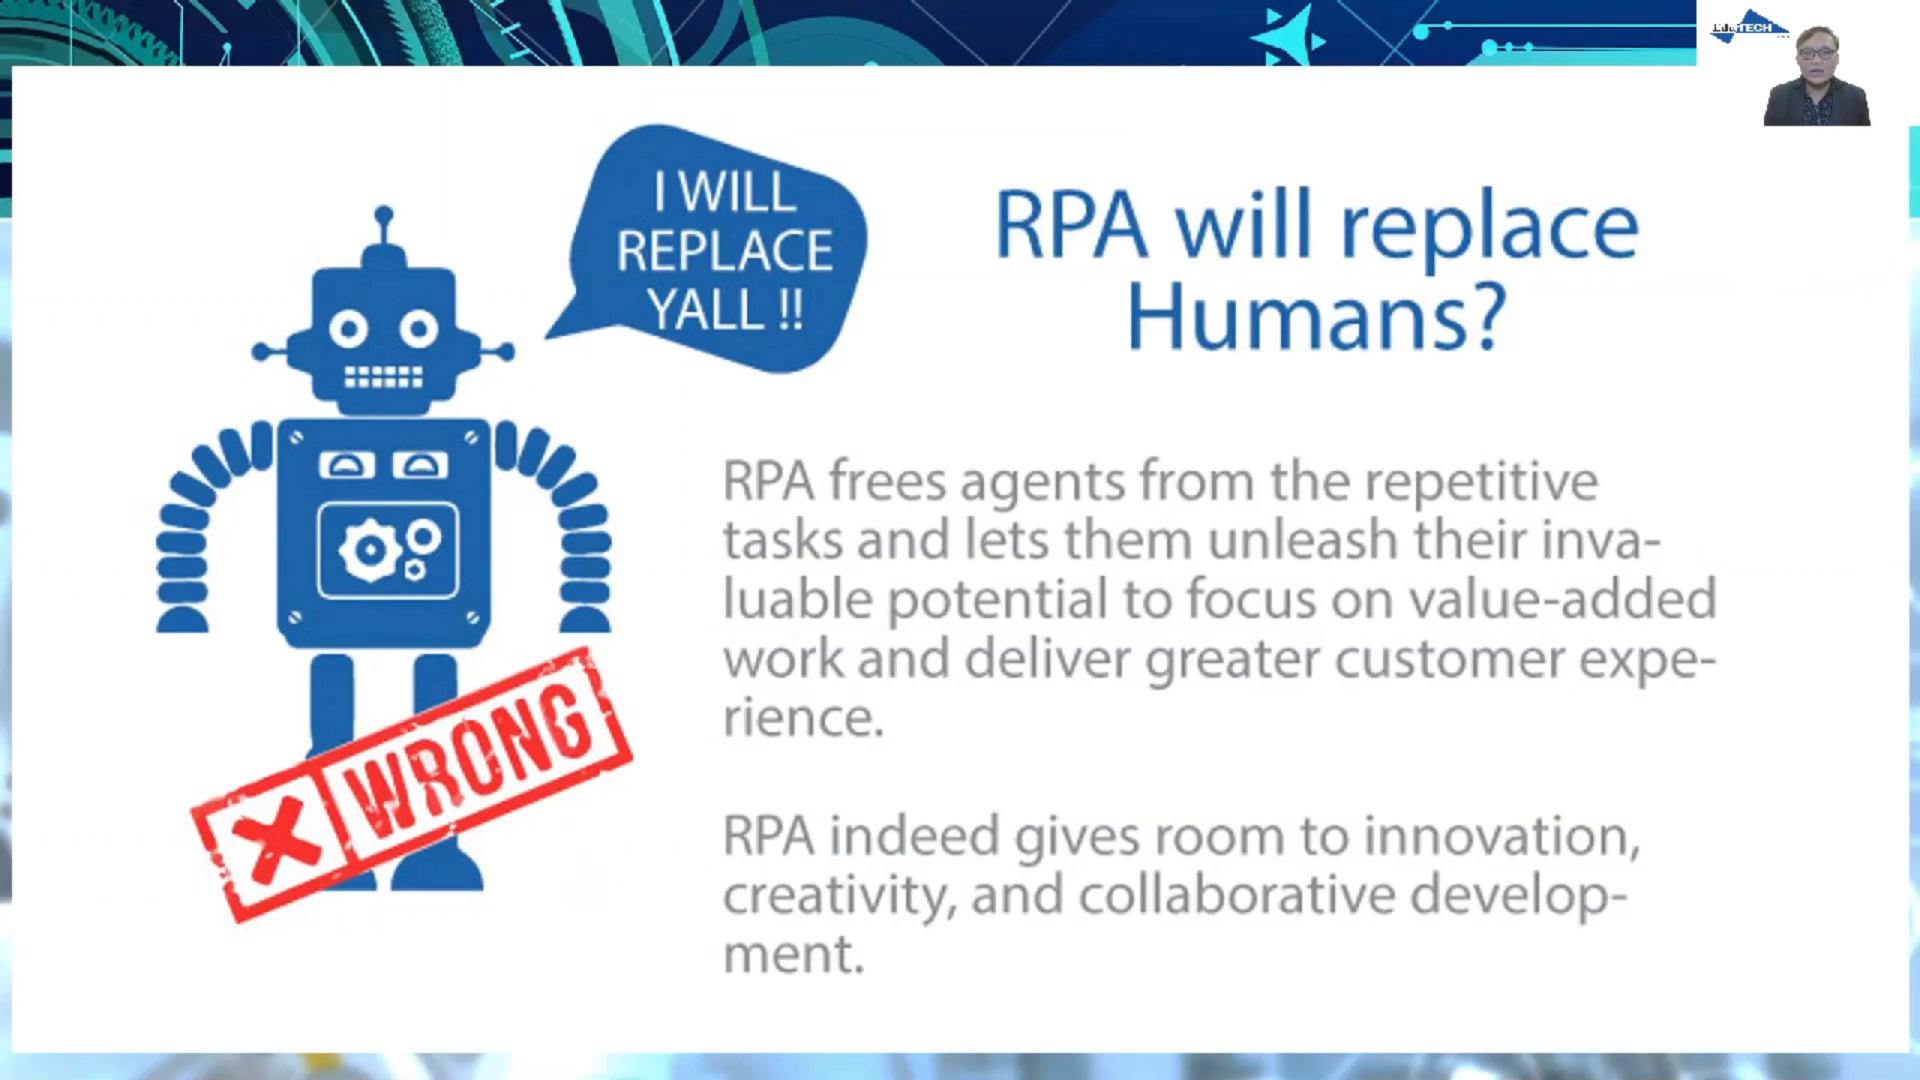 EduTECH
I WILL
REPLACE
YALL !!
RPA will replace
Humans?
RPA frees agents from the repetitive
tasks and lets them unleash their inva-
luable potential to focus on value-added
work and deliver greater customer expe-
rience.
RPA indeed gives room to innovation,
creativity, and collaborative develop-
ment.
WRONG